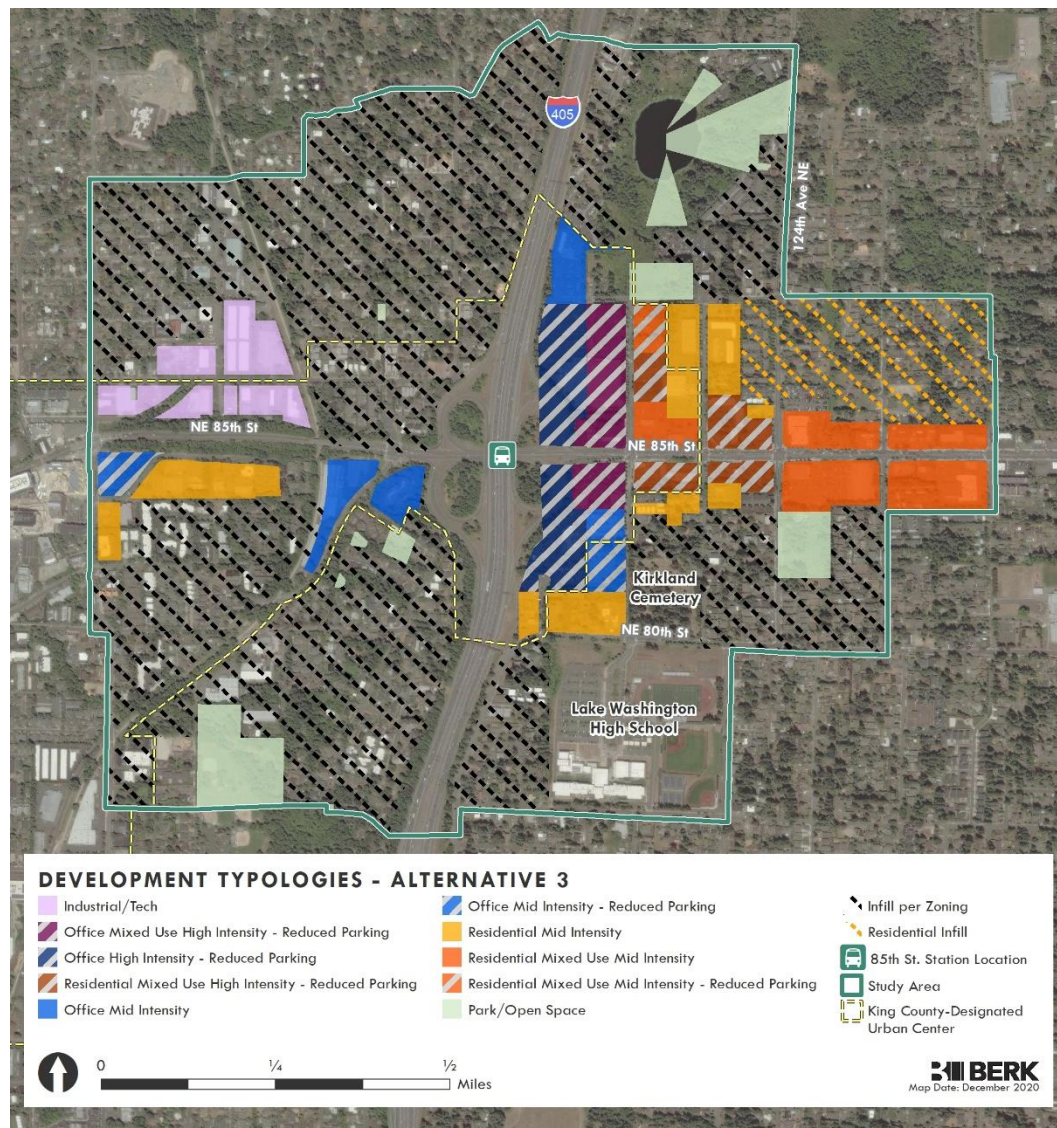 405
124th Ave NE
NE 85th St
NE 85th St
Kirkland
Cemetery
NE 80th St
Lake Washington
High School
DEVELOPMENT TYPOLOGIES - ALTERNATIVE 3
Industrial/Tech
Office Mixed Use High Intensity - Reduced Parking
Office High Intensity - Reduced Parking
Residential Mixed Use High Intensity - Reduced Parking
Office Mid Intensity
Office Mid Intensity - Reduced Parking
Residential Mid Intensity
Residential Mixed Use Mid Intensity
Residential Mixed Use Mid Intensity - Reduced Parking
Park/Open Space
Infill per Zoning
Residential Infill
85th St. Station Location
Study Area
King County-Designated
Urban Center
0 1/4 1/2
Miles
BERK
Map Date: December 2020